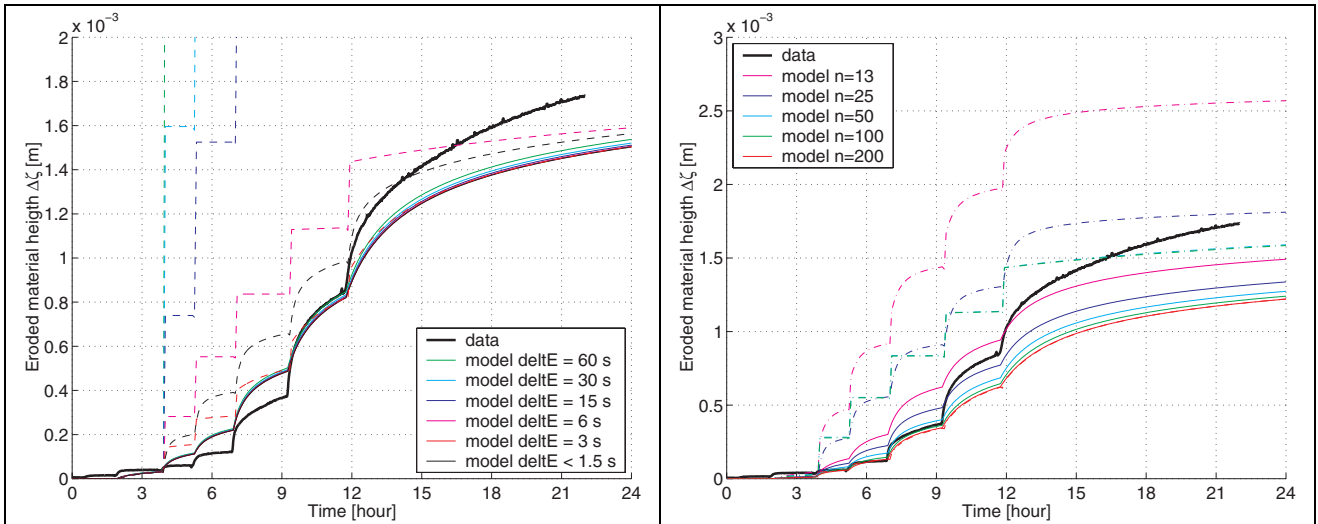 x 10⁻³
2
1.8
1.6
1.4
1.2
1
0.8
0.6
0.4
0.2
0
Eroded material heigth Δζ [m]
data
model deltE = 60 s
model deltE = 30 s
model deltE = 15 s
model deltE = 6 s
model deltE = 3 s
model deltE < 1.5 s
0 3 6 9 12 15 18 21 24
Time [hour]
x 10⁻³
3
2.5
2
1.5
1
0.5
0
Eroded material heigth Δζ [m]
data
model n=13
model n=25
model n=50
model n=100
model n=200
0 3 6 9 12 15 18 21 24
Time [hour]